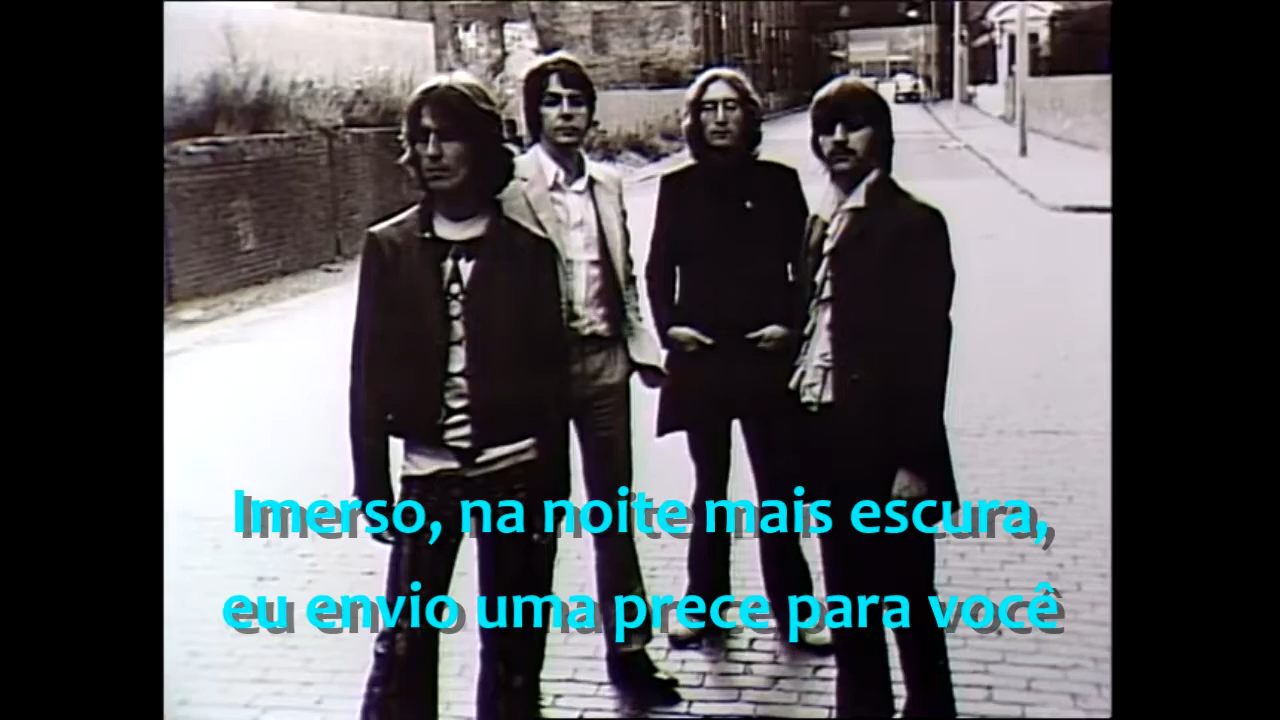 Imerso, na noite mais escura,
eu envio uma prece para você